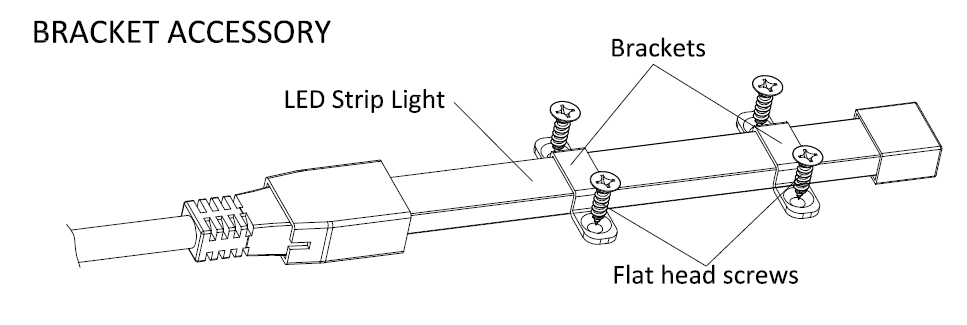 BRACKET ACCESSORY
Brackets
LED Strip Light
Flat head screws